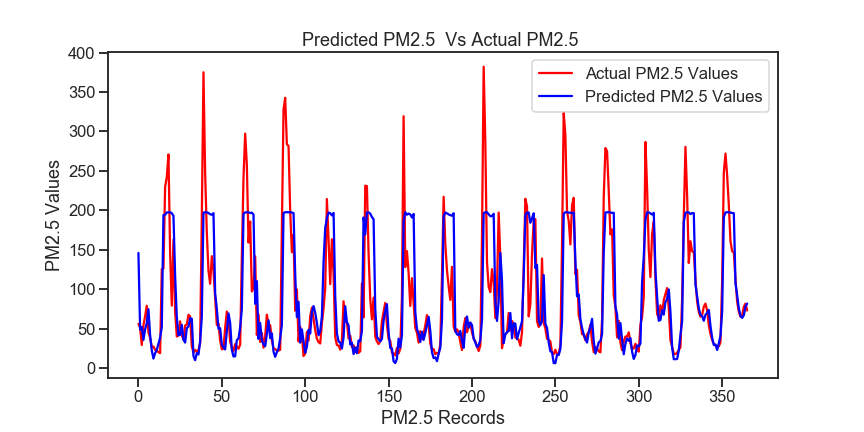 Predicted PM2.5  Vs Actual PM2.5
Actual PM2.5 Values
Predicted PM2.5 Values
PM2.5 Values
400
350
300
250
200
150
100
50
0
0 50 100 150 200 250 300 350
PM2.5 Records